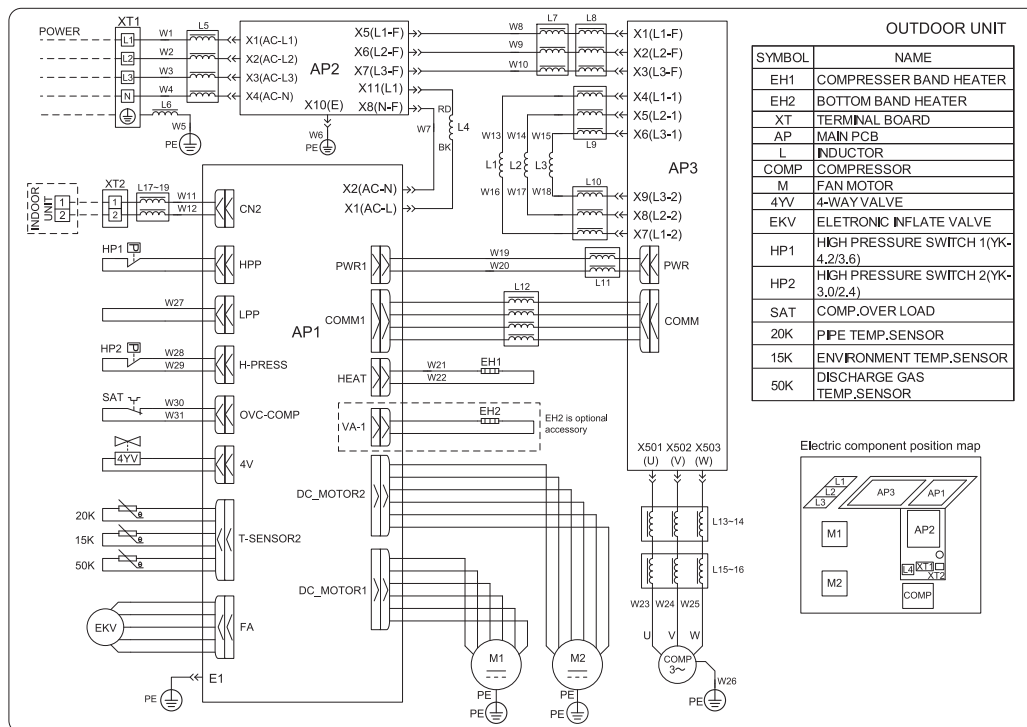 OUTDOOR UNIT
SYMBOL NAME
EH1 COMPRESSER BAND HEATER
EH2 BOTTOM BAND HEATER
XT TERMINAL BOARD
AP MAIN PCB
L INDUCTOR
COMP COMPRESSOR
M FAN MOTOR
4YV 4-WAY VALVE
EKV ELETRONIC INFLATE VALVE
HP1 HIGH PRESSURE SWITCH 1(YK-
4.2/3.6)
HP2 HIGH PRESSURE SWITCH 2(YK-
3.0/2.4)
SAT COMP.OVER LOAD
20K PIPE TEMP.SENSOR
15K ENVIRONMENT TEMP.SENSOR
50K DISCHARGE GAS
TEMP.SENSOR
POWER
XT1
L5
L1 W1 X1(AC-L1)
L2 W2 X2(AC-L2)
L3 W3 X3(AC-L3)
N W4 X4(AC-N)
L6
W5
PE
AP2
X5(L1-F)
X6(L2-F)
X7(L3-F)
X11(L1)
X10(E)
X8(N-F)
W6
PE
RD
W7
L4
BK
W8
W9
W10
L7
L8
X1(L1-F)
X2(L2-F)
X3(L3-F)
X4(L1-1)
X5(L2-1)
X6(L3-1)
L9
W13 W14 W15
L1 L2 L3
W16 W17 W18
AP3
L10
X9(L3-2)
X8(L2-2)
X7(L1-2)
INDOOR
UNIT
1
2
XT2
1
2
L17~19
W11
W12
CN2
X2(AC-N)
X1(AC-L)
HP1 P
HPP
PWR1
W19
W20
L11
PWR
W27
LPP
AP1
COMM1
L12
COMM
HP2 P
W28
W29
H-PRESS
HEAT
W21
W22
EH1
SAT
W30
W31
OVC-COMP
VA-1
EH2
EH2 is optional
accessory
4YV
4V
X501 X502 X503
(U) (V) (W)
DC_MOTOR2
20K
15K
50K
T-SENSOR2
L13~14
L15~16
DC_MOTOR1
W23 W24 W25
EKV
FA
U V W
M1
M2
COMP
3~
W26
PE
PE
PE
E1
PE
Electric component position map
L1
L2
L3
AP3
AP1
M1
AP2
L4 XT1
XT2
M2
COMP